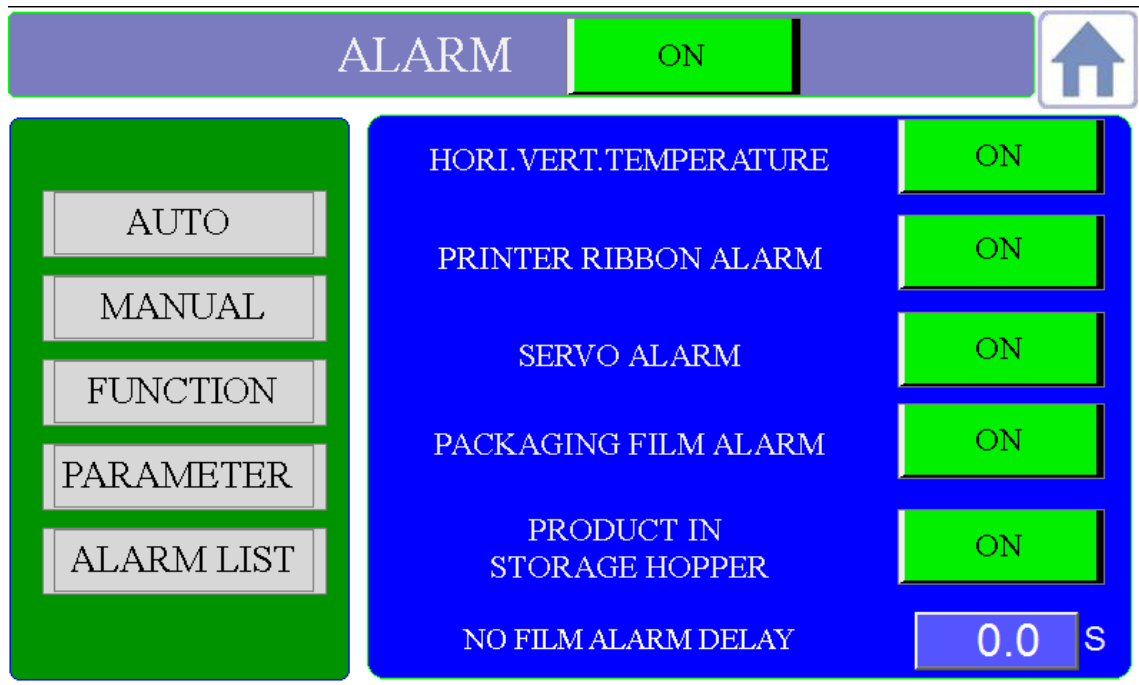 ALARM ON
AUTO
MANUAL
FUNCTION
PARAMETER
ALARM LIST
HORI.VERT.TEMPERATURE ON
PRINTER RIBBON ALARM ON
SERVO ALARM ON
PACKAGING FILM ALARM ON
PRODUCT IN
STORAGE HOPPER ON
NO FILM ALARM DELAY 0.0 S